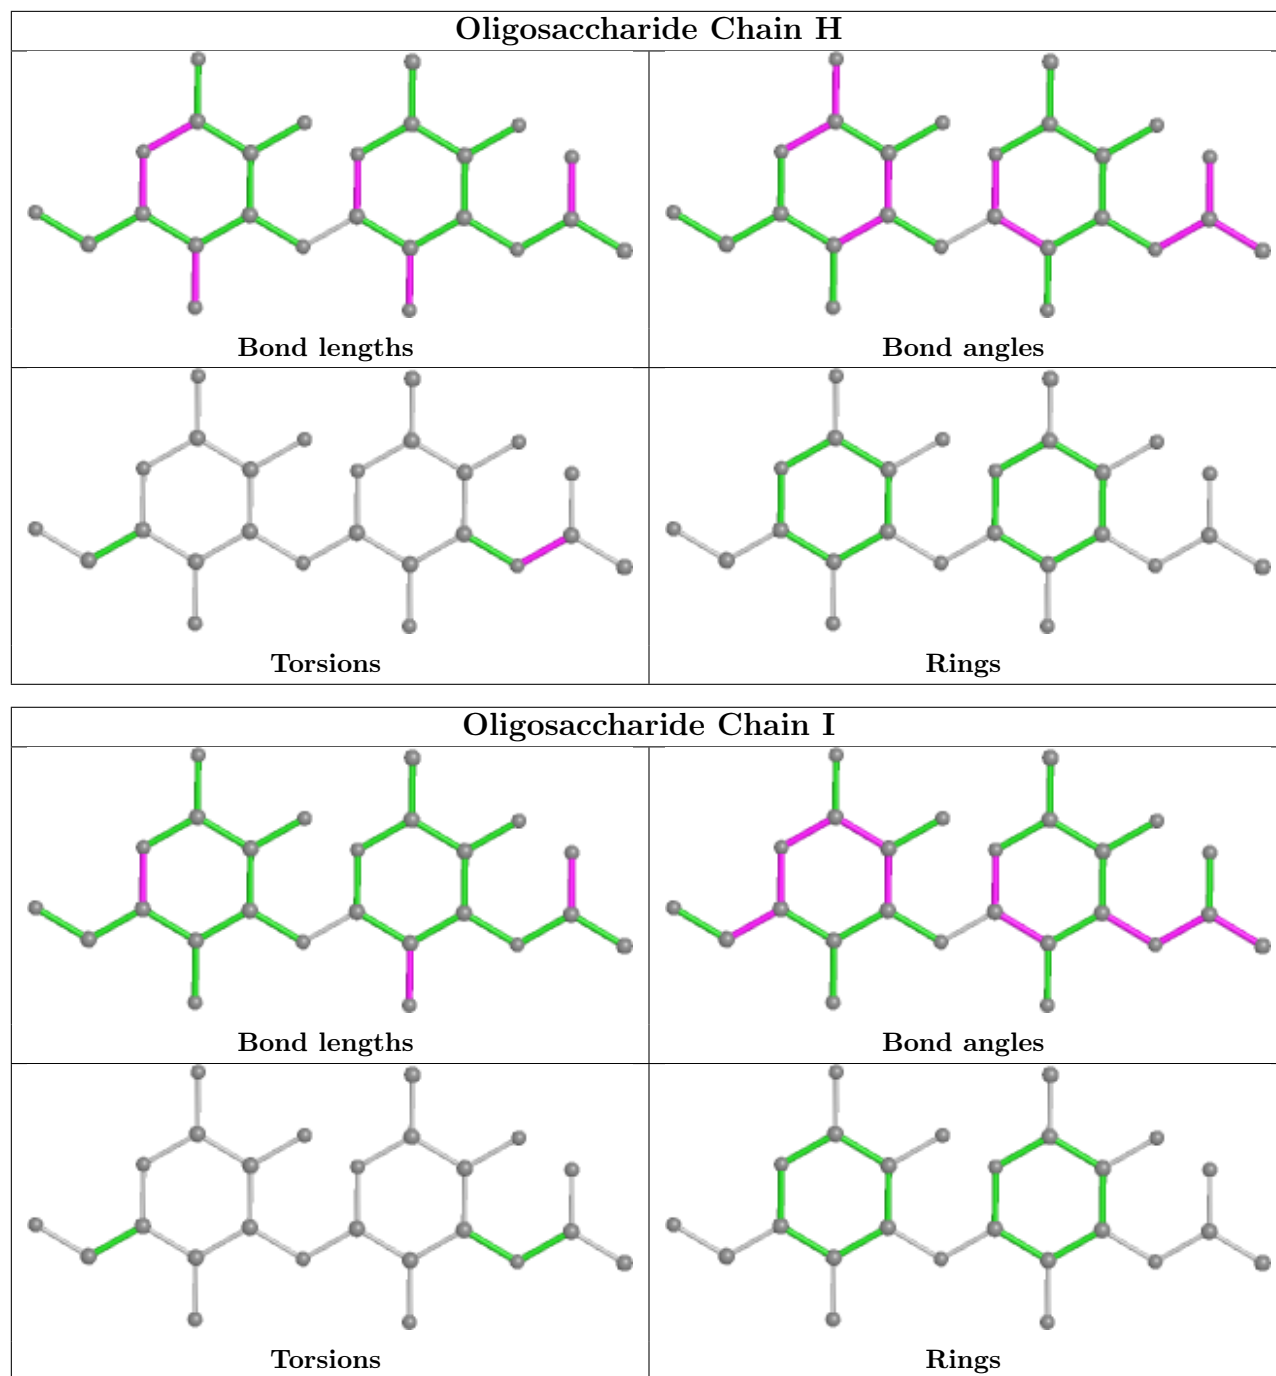 Oligosaccharide Chain H
Bond lengths
Bond angles
Torsions
Rings
Oligosaccharide Chain I
Bond lengths
Bond angles
Torsions
Rings